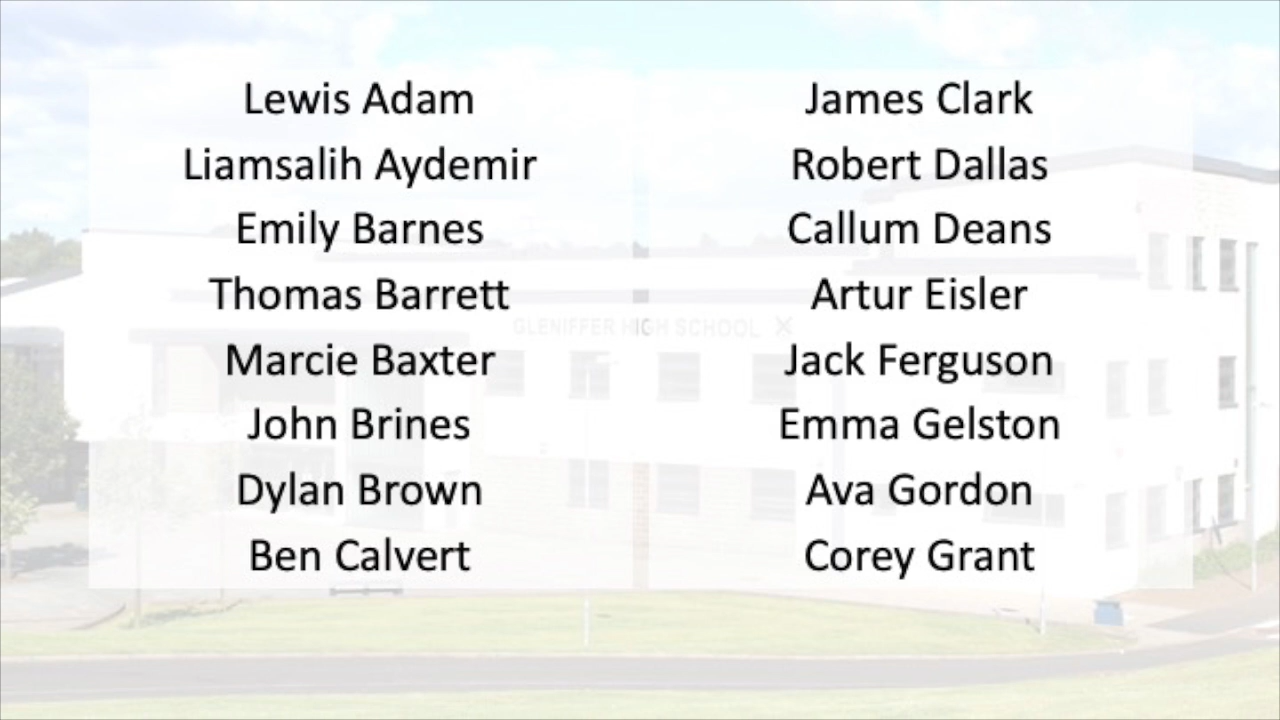 Lewis Adam
Liamsalih Aydemir
Emily Barnes
Thomas Barrett
Marcie Baxter
John Brines
Dylan Brown
Ben Calvert
James Clark
Robert Dallas
Callum Deans
Artur Eisler
Jack Ferguson
Emma Gelston
Ava Gordon
Corey Grant
GLENIFFER HIGH SCHOOL